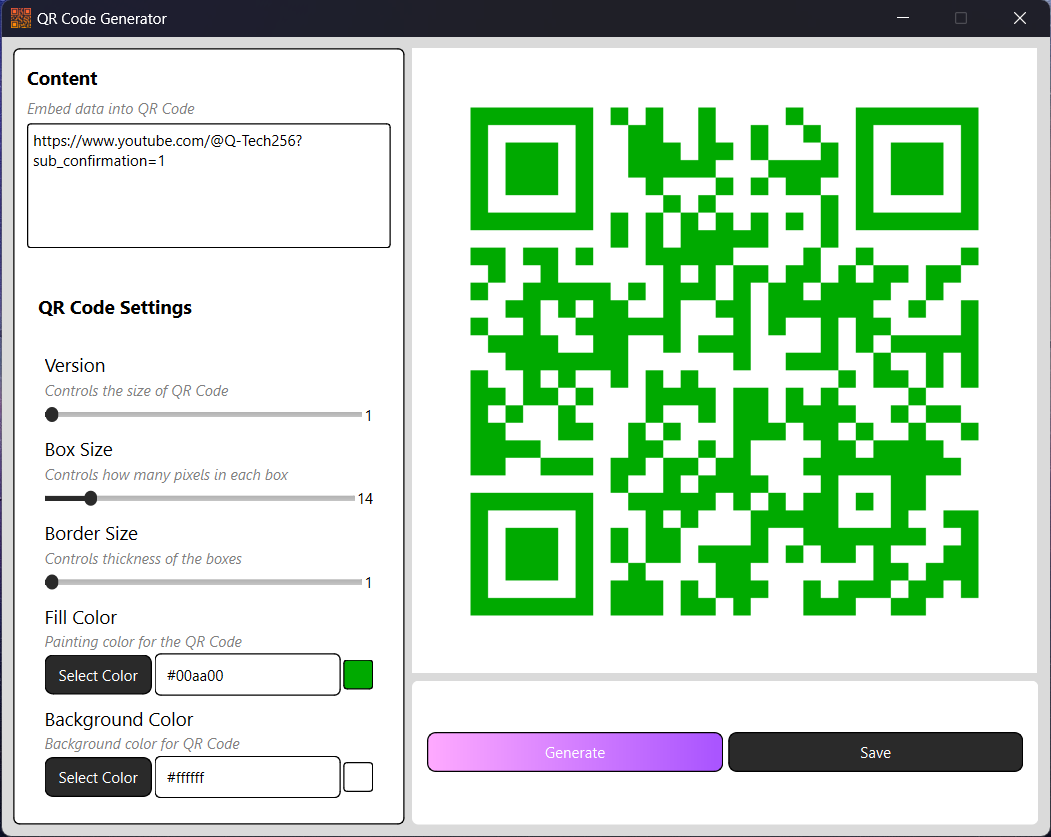 QR Code Generator
Content
Embed data into QR Code
https://www.youtube.com/@Q-Tech256?
sub_confirmation=1
QR Code Settings
Version
Controls the size of QR Code
1
Box Size
Controls how many pixels in each box
14
Border Size
Controls thickness of the boxes
1
Fill Color
Painting color for the QR Code
Select Color
#00aa00
Background Color
Background color for QR Code
Select Color
#ffffff
Generate
Save